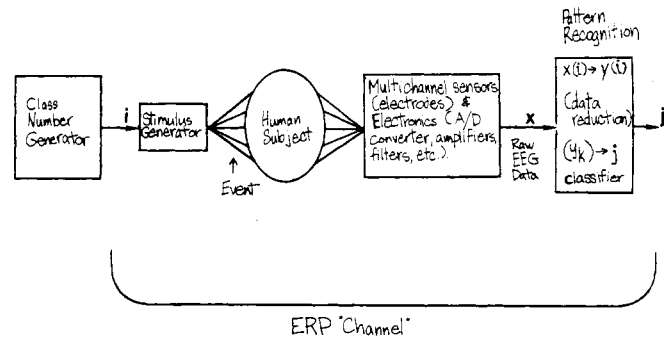 Pattern
Recognition
Class
Number
Generator
i
Stimulus
Generator
Event
Human
Subject
Multichannel sensors
(electrodes) &
Electronics (A/D
converter, amplifiers,
filters, etc.).
x
Raw
EEG
Data
x(i)→y(i)
(data
reduction)
(yk)→j
classifier
j
ERP "Channel"